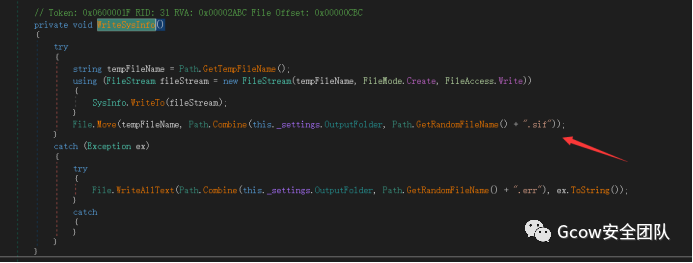 // Token: 0x0600001F RID: 31 RVA: 0x00002ABC File Offset: 0x00000CBC
private void WriteSysInfo()
{
try
{
string tempFileName = Path.GetTempFileName();
using (FileStream fileStream = new FileStream(tempFileName, FileMode.Create, FileAccess.Write))
{
SysInfo.WriteTo(fileStream);
}
File.Move(tempFileName, Path.Combine(this._settings.OutputFolder, Path.GetRandomFileName() + ".sif"));
}
catch (Exception ex)
{
try
{
File.WriteAllText(Path.Combine(this._settings.OutputFolder, Path.GetRandomFileName() + ".err"), ex.ToString());
}
catch
{
}
}
}
Gcow安全团队